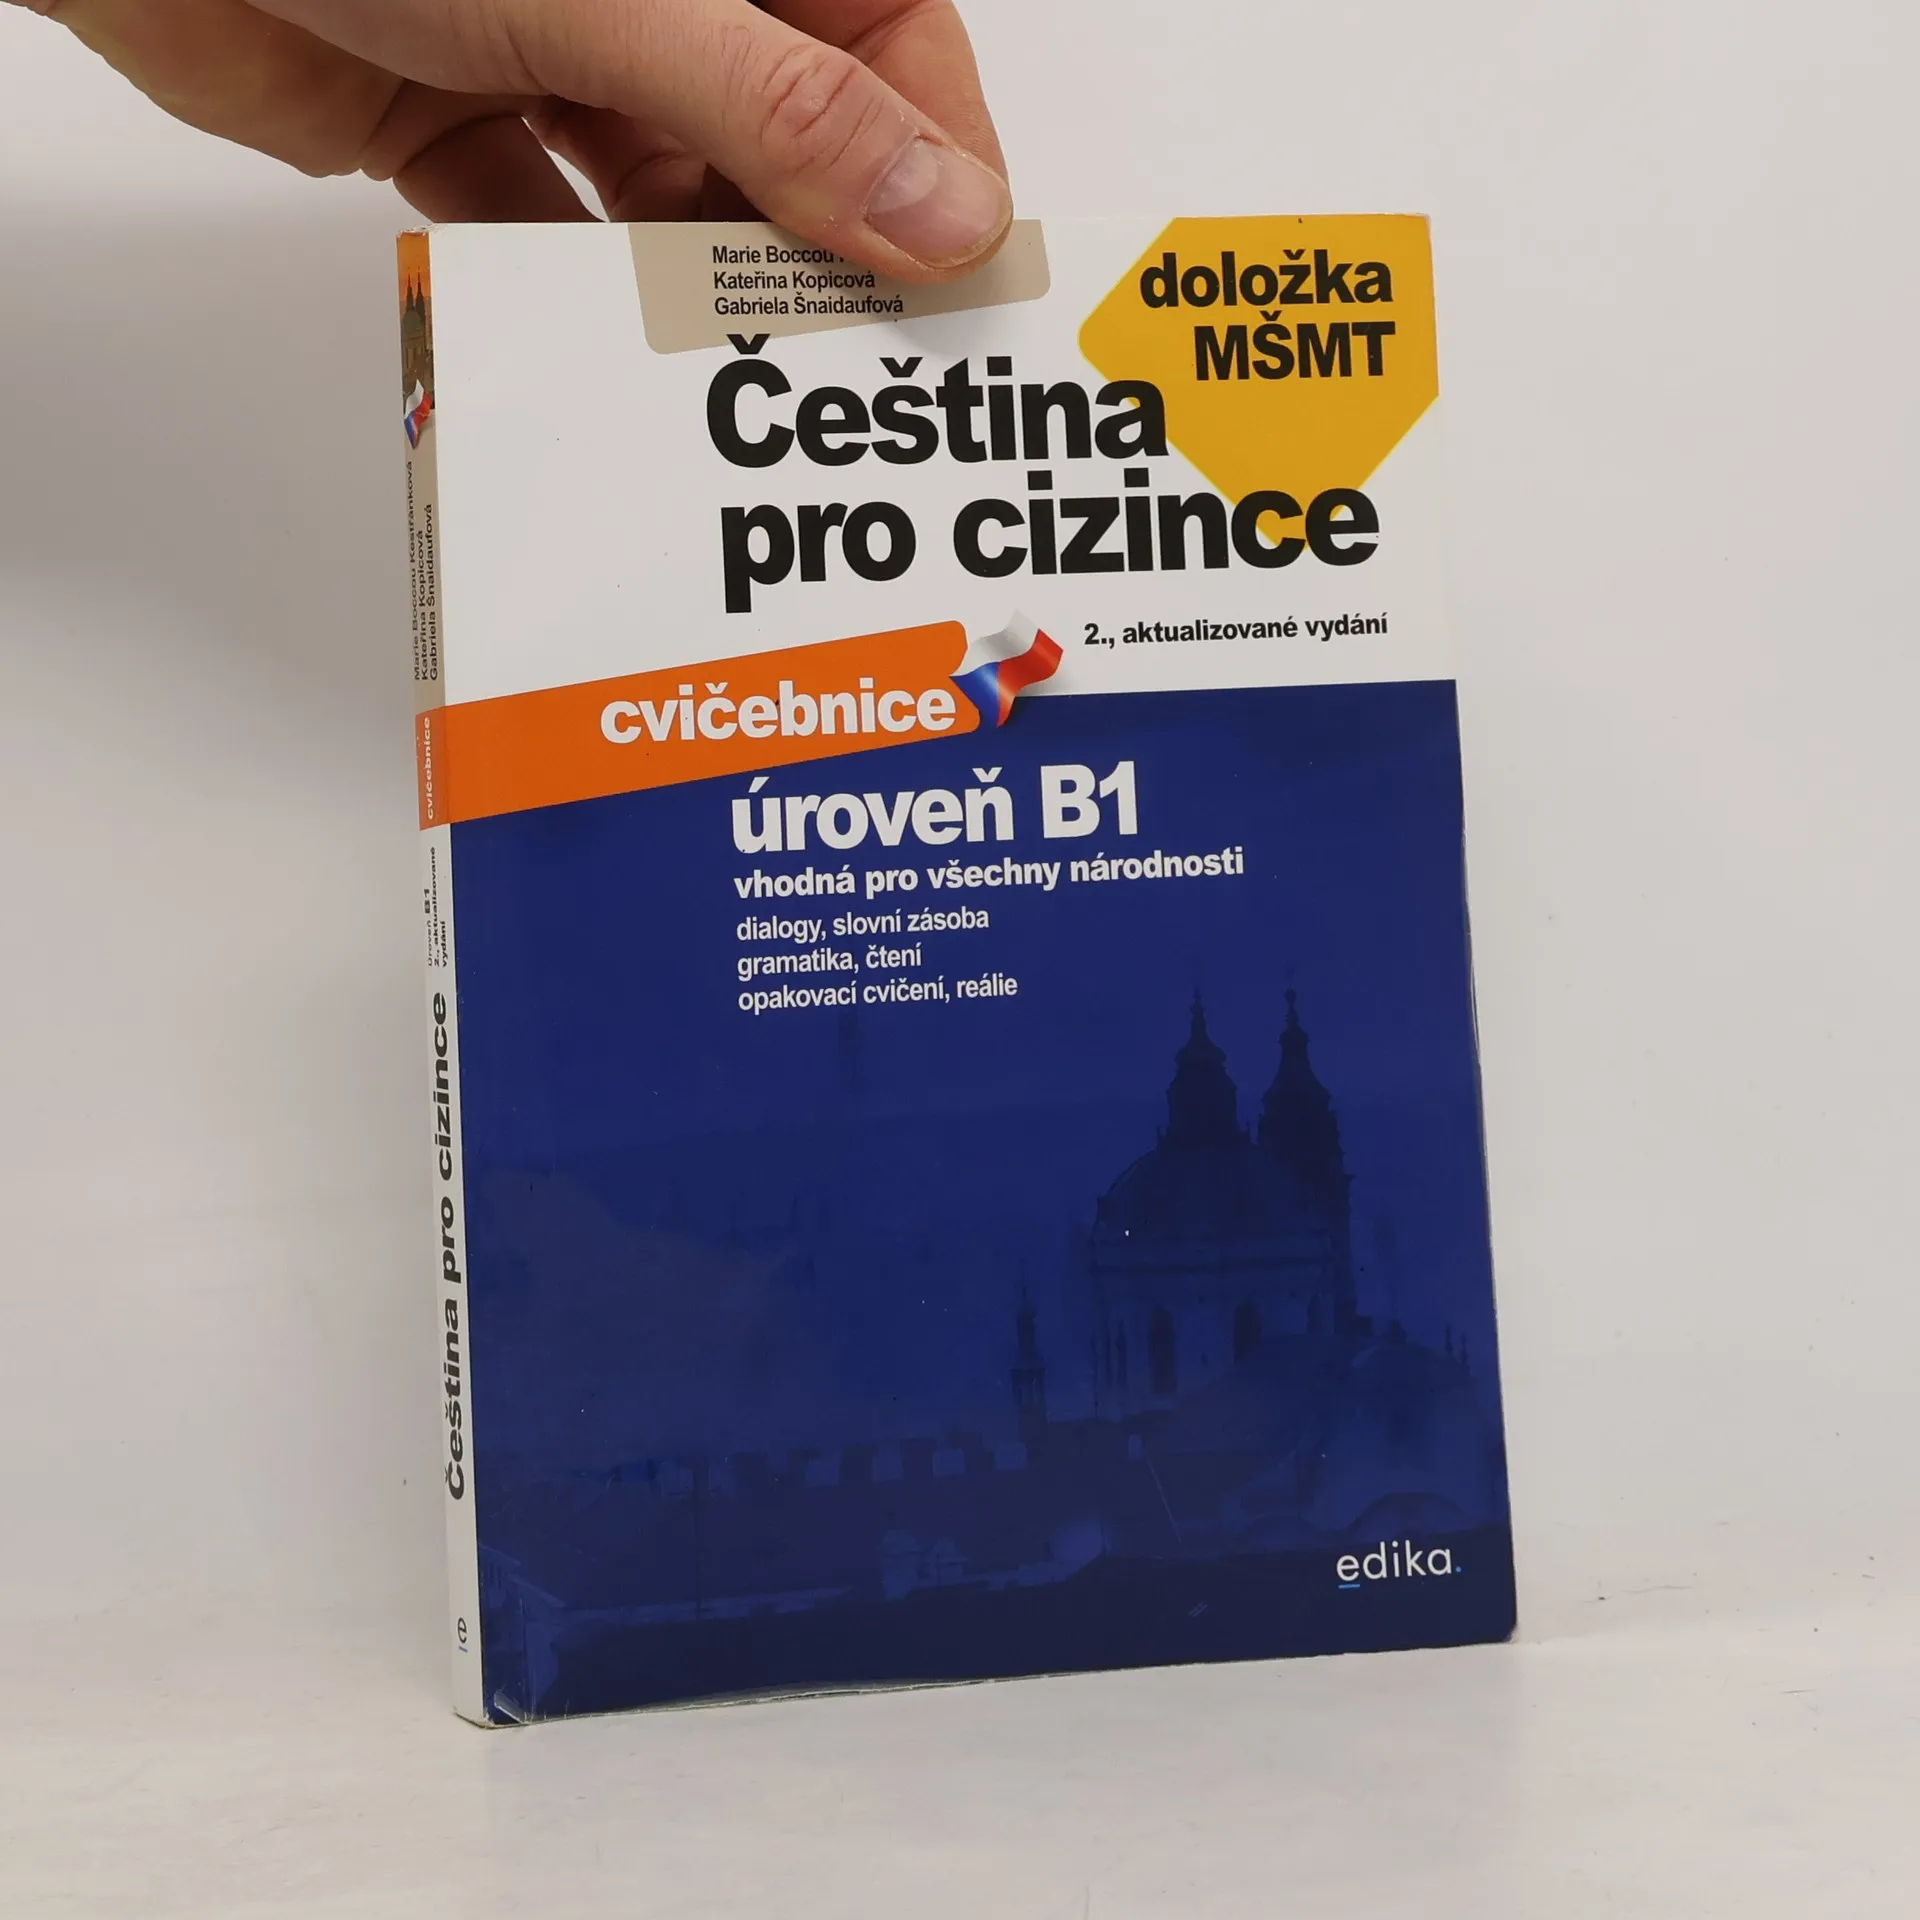 Marie Boccou
Kateřina Kopicová
Gabriela Šnaidaufová
doložka
MŠMT
Čeština
pro cizince
2., aktualizované vydání
cvičebnice
úroveň B1
vhodná pro všechny národnosti
dialogy, slovní zásoba
gramatika, čtení
opakovací cvičení, reálie
edika.
Marie Boccou Kestřánková
Kateřina Kopicová
Gabriela Šnaidaufová
cvičebnice
úroveň B1
2., aktualizované
vydání
Čeština pro cizince